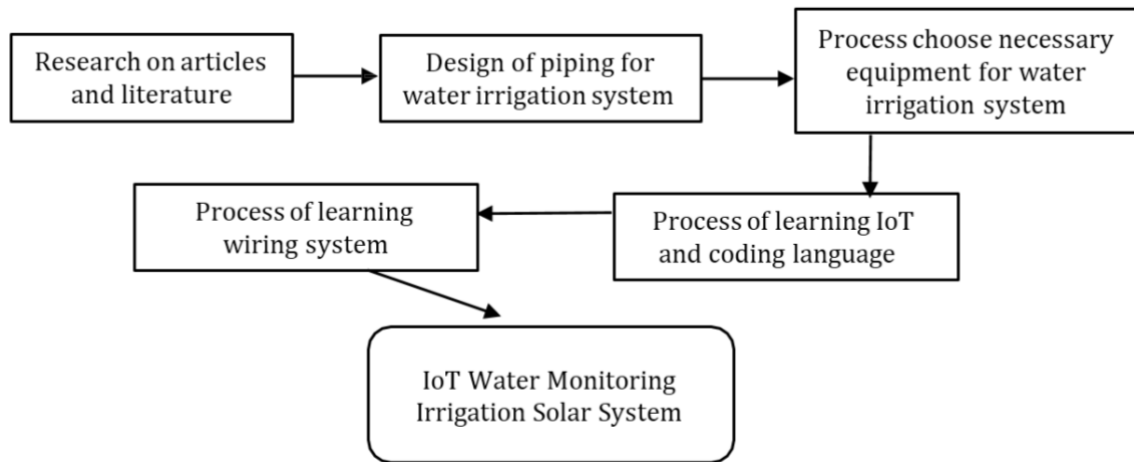 Research on articles
and literature
Design of piping for
water irrigation system
Process choose necessary
equipment for water
irrigation system
Process of learning IoT
and coding language
Process of learning
wiring system
IoT Water Monitoring
Irrigation Solar System